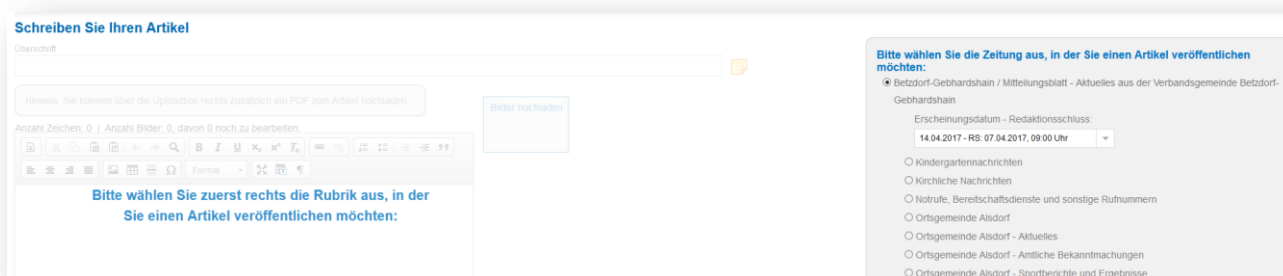 Schreiben Sie Ihren Artikel
Überschrift
Hinweis: Sie können über die Uploadbox rechts zusätzlich ein PDF zum Artikel hochladen.
Bilder hochladen
Anzahl Zeichen: 0 | Anzahl Bilder: 0, davon 0 noch zu bearbeiten.
B I U x₂ x² Tx
Format
Bitte wählen Sie zuerst rechts die Rubrik aus, in der
Sie einen Artikel veröffentlichen möchten:
Bitte wählen Sie die Zeitung aus, in der Sie einen Artikel veröffentlichen
möchten:
Betzdorf-Gebhardshain / Mitteilungsblatt - Aktuelles aus der Verbandsgemeinde Betzdorf-
Gebhardshain
Erscheinungsdatum - Redaktionsschluss:
14.04.2017 - RS: 07.04.2017, 09:00 Uhr
Kindergartennachrichten
Kirchliche Nachrichten
Notrufe, Bereitschaftsdienste und sonstige Rufnummern
Ortsgemeinde Alsdorf
Ortsgemeinde Alsdorf - Aktuelles
Ortsgemeinde Alsdorf - Amtliche Bekanntmachungen
Ortsgemeinde Alsdorf - Sportberichte und Ergebnisse